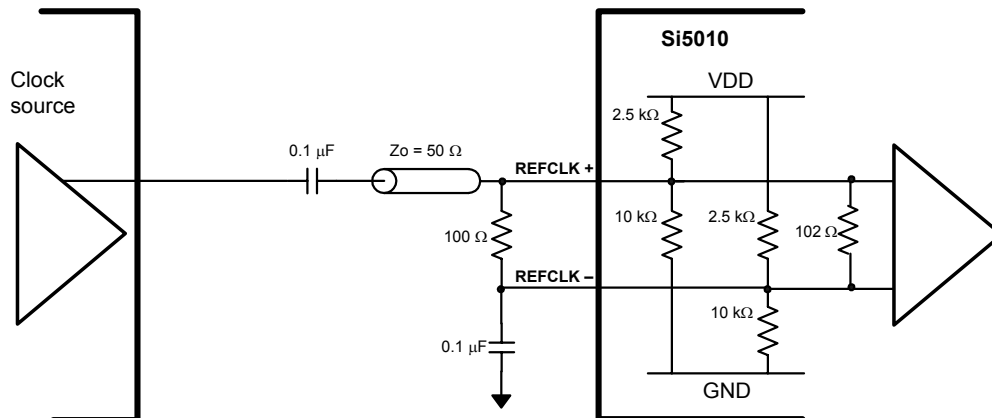 Si5010
Clock
source
VDD
2.5 kΩ
0.1 μF
Zo = 50 Ω
REFCLK +
100 Ω
10 kΩ
2.5 kΩ
102 Ω
REFCLK –
10 kΩ
0.1 μF
GND